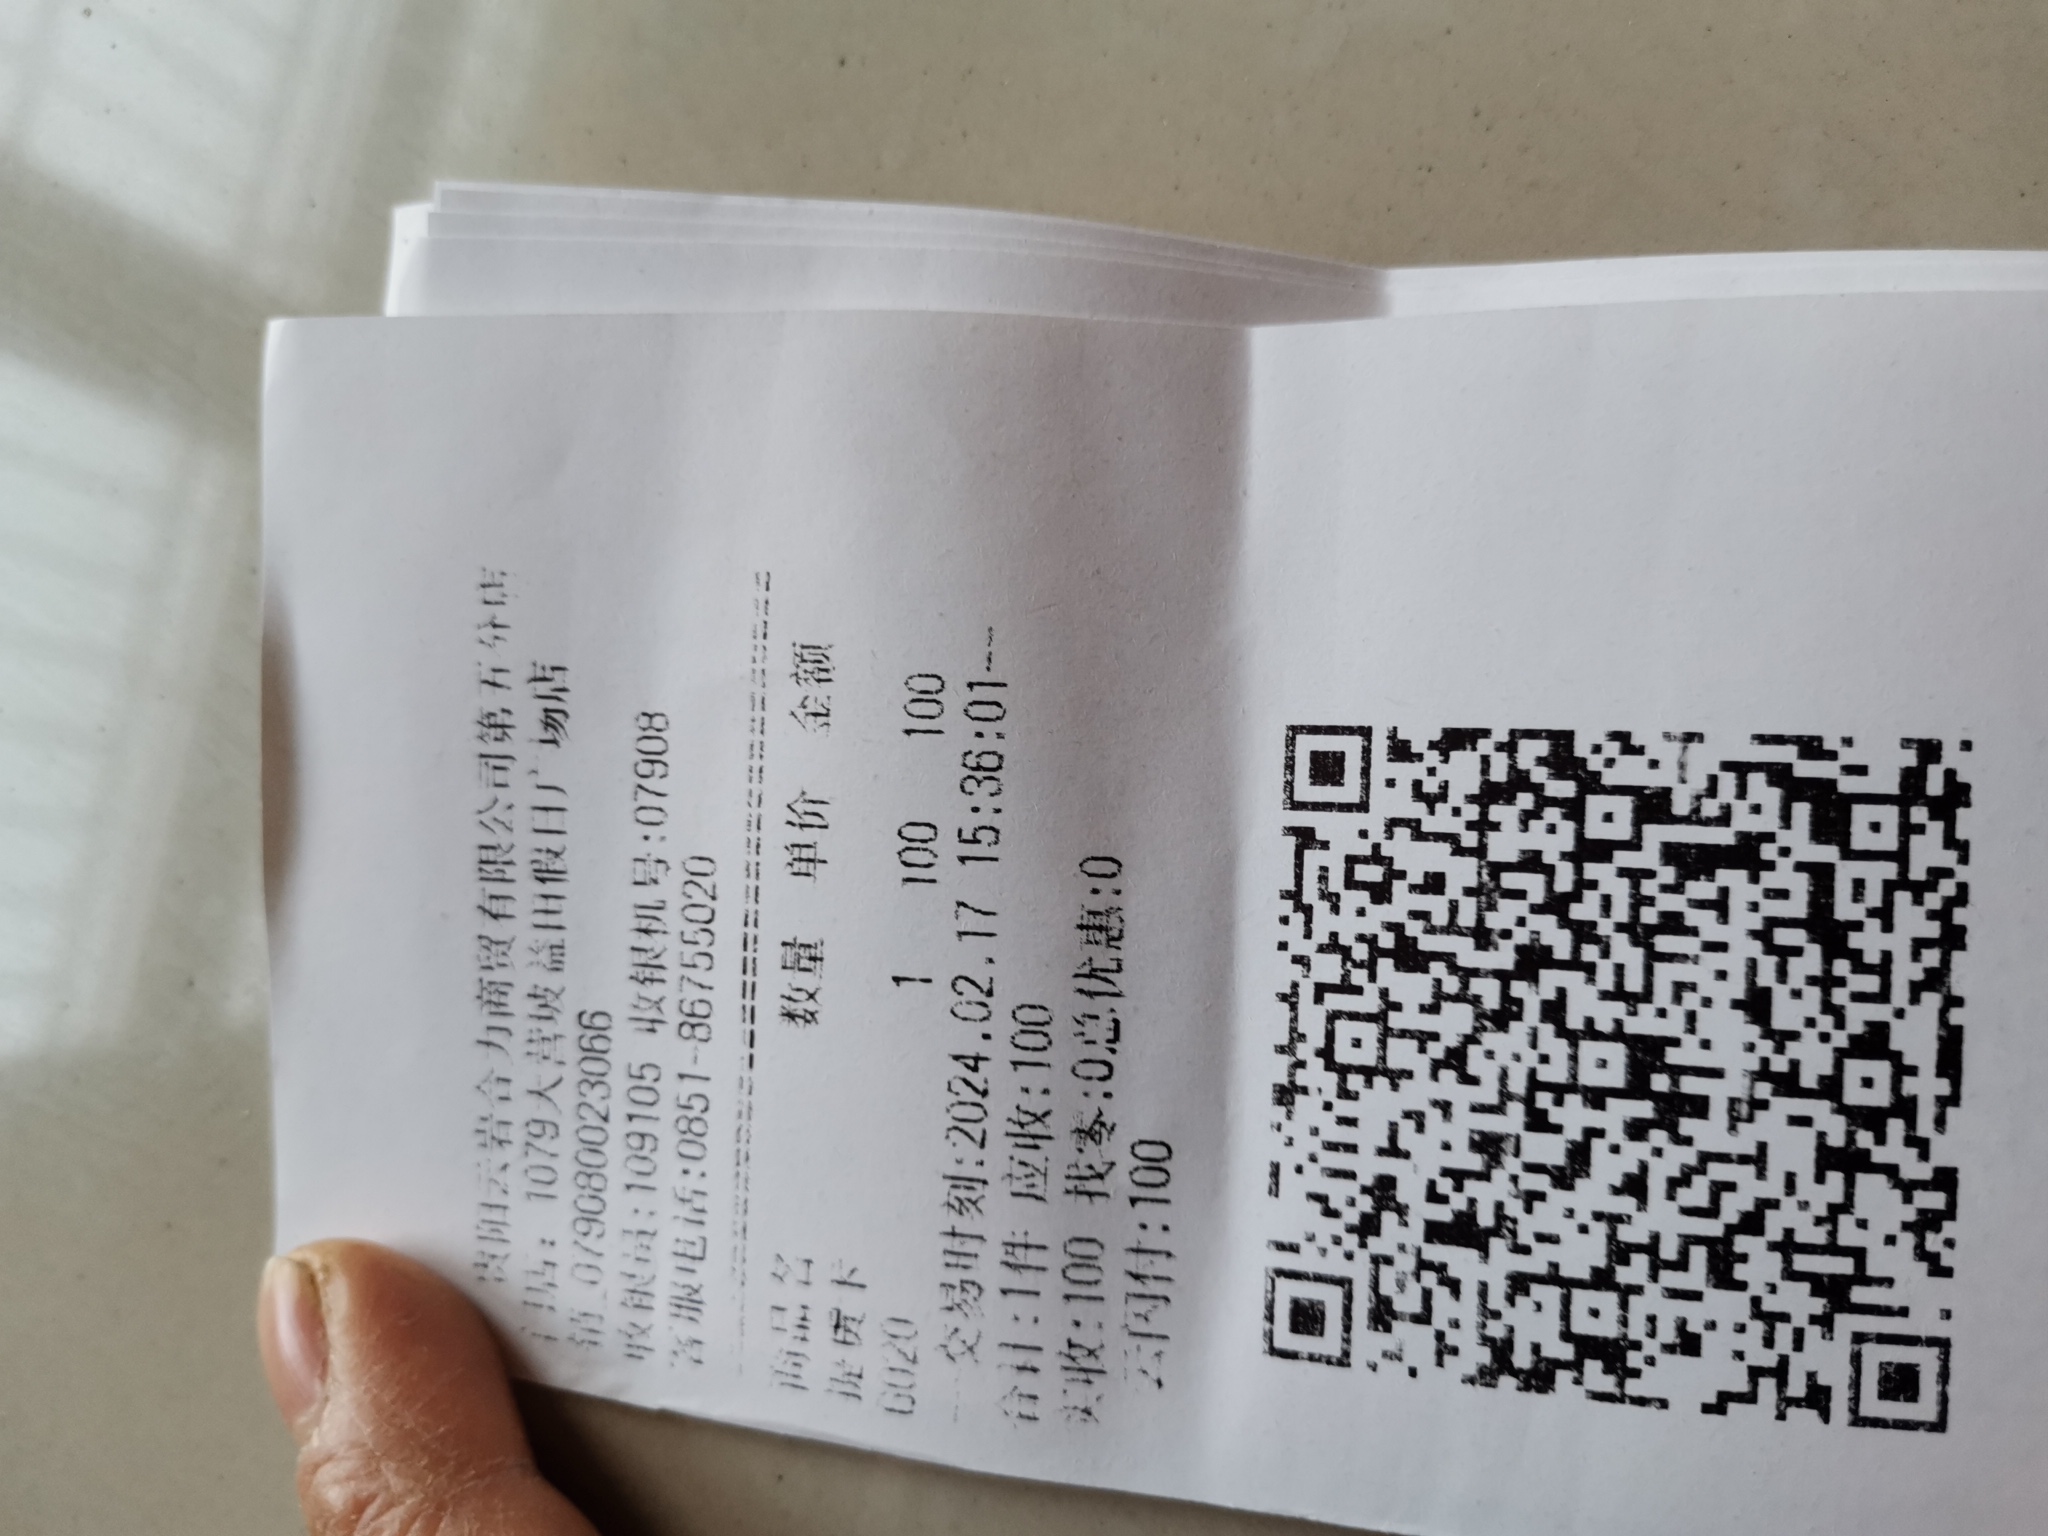 贵阳云岩合力商贸有限公司第五分店
门店: 1079大营坡益田假日广场店
销_0790800230066
收银员:109105 收银机号:07908
客服电话:0851-86755020
商品名 数量 单价 金额
提货卡
0020 1 100 100
---交易时刻:2024.02.17 15:36:01---
合计:1件 应收:100
实收:100 找零:0总优惠:0
云闪付:100